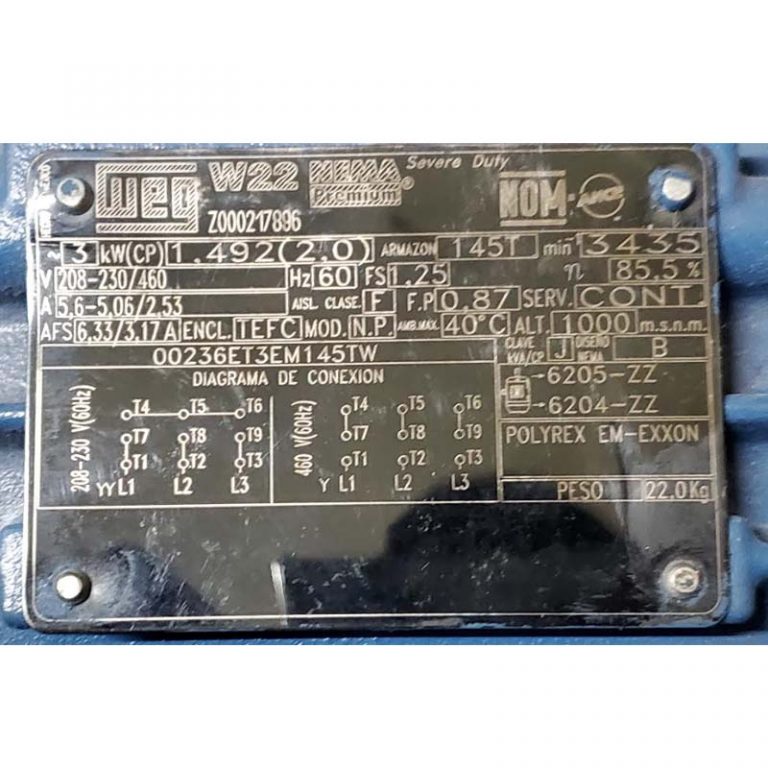 WEG W22 NEMA Premium® Severe Duty NOM ANCE
Z000217896
~ 3 kW(CP) 1.492(2.0) ARMAZON 145T min⁻¹ 3435
V 208-230/460 Hz 60 FS 1.25 η 85.5 %
A 5.6-5.06/2.53 AISL. CLASE. F F.P 0.87 SERV. CONT.
AFS 6.33/3.17 A ENCL. TEFC MOD. N.P. AMB.MAX. 40°C ALT. 1000 m.s.n.m.
00236ET3EM145TW CLAVE KVA/CP J DISEÑO NEMA B
DIAGRAMA DE CONEXION
208-230 V(60Hz)
T4 T5 T6
T7 T8 T9
T1 T2 T3
YY L1 L2 L3
460 V(60Hz)
T4 T5 T6
T7 T8 T9
T1 T2 T3
Y L1 L2 L3
6205-ZZ
6204-ZZ
POLYREX EM-EXXON
PESO 22.0Kg